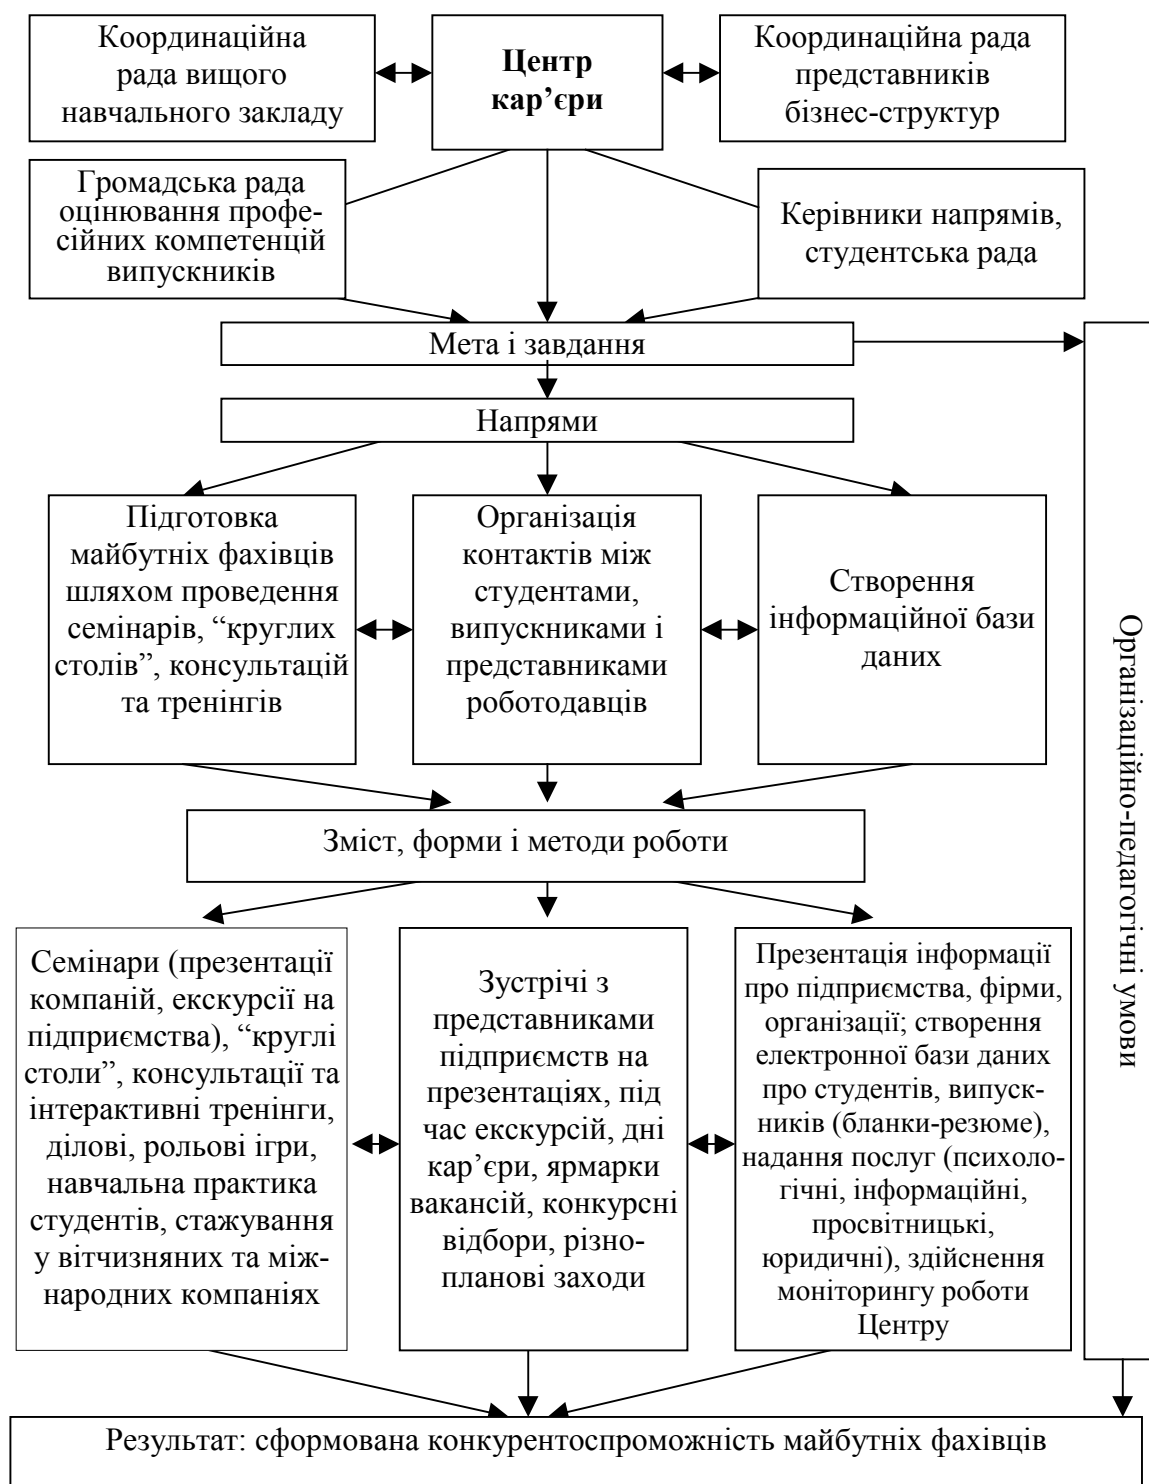 Координаційна
рада вищого
навчального закладу
Центр
кар’єри
Координаційна рада
представників
бізнес-структур
Громадська рада
оцінювання профе-
сійних компетенцій
випускників
Керівники напрямів,
студентська рада
Мета і завдання
Напрями
Підготовка
майбутніх фахівців
шляхом проведення
семінарів, “круглих
столів”, консультацій
та тренінгів
Організація
контактів між
студентами,
випускниками і
представниками
роботодавців
Створення
інформаційної бази
даних
Організаційно-педагогічні умови
Зміст, форми і методи роботи
Семінари (презентації
компаній, екскурсії на
підприємства), “круглі
столи”, консультації та
інтерактивні тренінги,
ділові, рольові ігри,
навчальна практика
студентів, стажування
у вітчизняних та між-
народних компаніях
Зустрічі з
представниками
підприємств на
презентаціях, під
час екскурсій, дні
кар’єри, ярмарки
вакансій, конкурсні
відбори, різно-
планові заходи
Презентація інформації
про підприємства, фірми,
організації; створення
електронної бази даних
про студентів, випуск-
ників (бланки-резюме),
надання послуг (психоло-
гічні, інформаційні,
просвітницькі,
юридичні), здійснення
моніторингу роботи
Центру
Результат: сформована конкурентоспроможність майбутніх фахівців